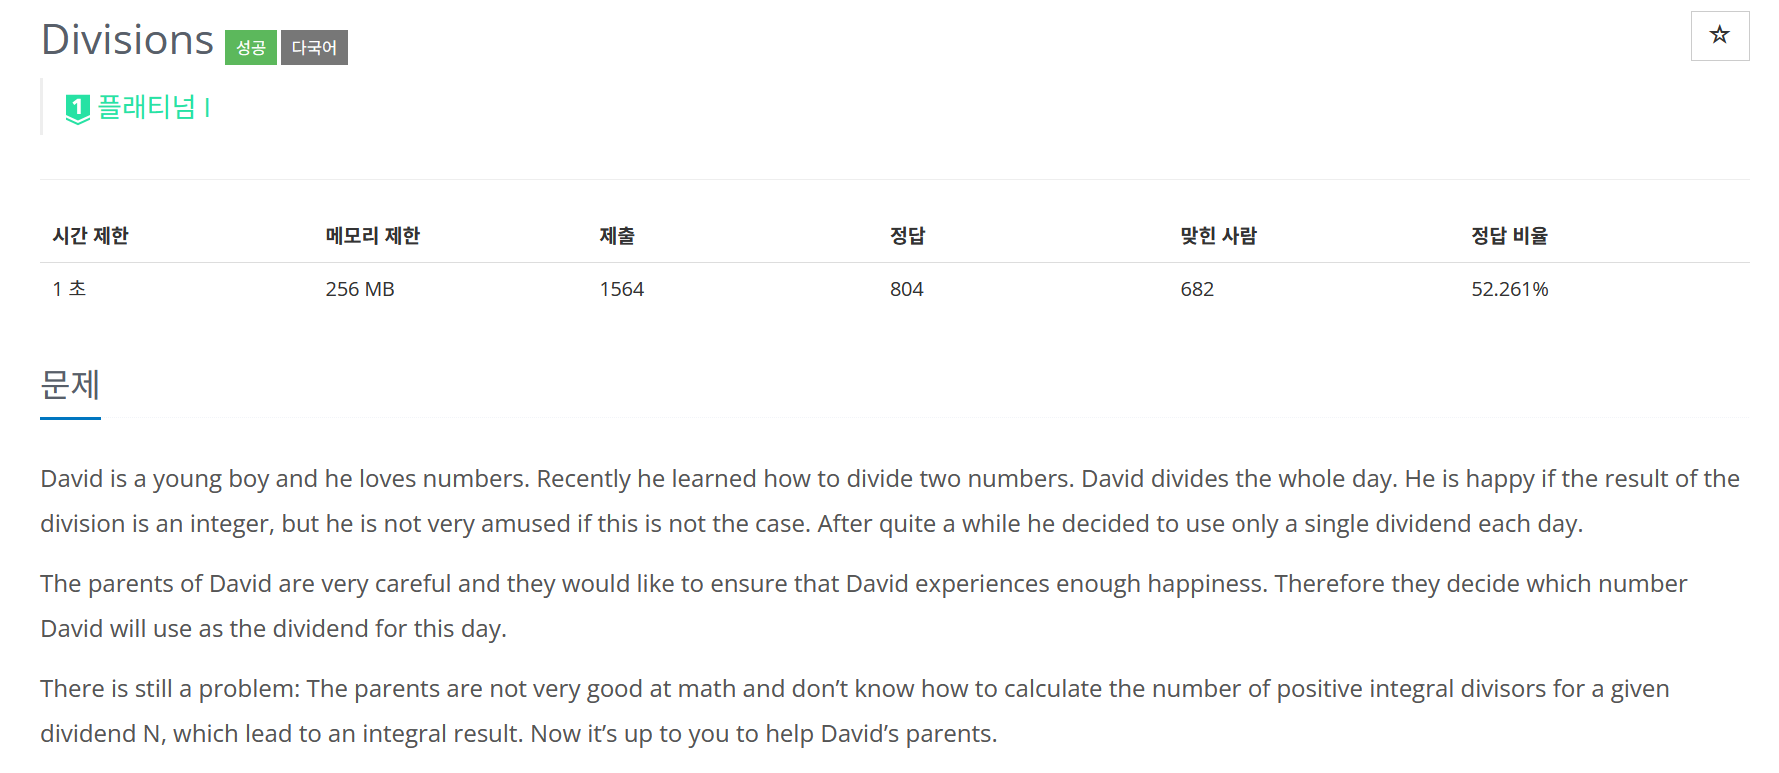 Divisions 성공 다국어
1 플래티넘 I
시간 제한 메모리 제한 제출 정답 맞힌 사람 정답 비율
1 초 256 MB 1564 804 682 52.261%
문제
David is a young boy and he loves numbers. Recently he learned how to divide two numbers. David divides the whole day. He is happy if the result of the
division is an integer, but he is not very amused if this is not the case. After quite a while he decided to use only a single dividend each day.
The parents of David are very careful and they would like to ensure that David experiences enough happiness. Therefore they decide which number
David will use as the dividend for this day.
There is still a problem: The parents are not very good at math and don’t know how to calculate the number of positive integral divisors for a given
dividend N, which lead to an integral result. Now it’s up to you to help David’s parents.